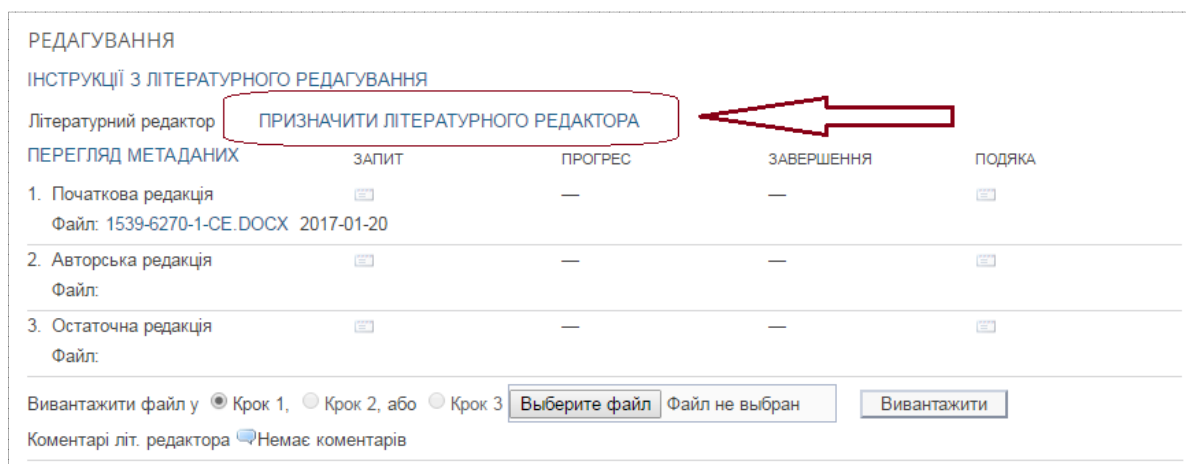 РЕДАГУВАННЯ
ІНСТРУКЦІЇ З ЛІТЕРАТУРНОГО РЕДАГУВАННЯ
Літературний редактор ПРИЗНАЧИТИ ЛІТЕРАТУРНОГО РЕДАКТОРА
ПЕРЕГЛЯД МЕТАДАНИХ ЗАПИТ ПРОГРЕС ЗАВЕРШЕННЯ ПОДЯКА
1. Початкова редакція — —
Файл: 1539-6270-1-CE.DOCX 2017-01-20
2. Авторська редакція — —
Файл:
3. Остаточна редакція — —
Файл:
Вивантажити файл у Крок 1, Крок 2, або Крок 3 Выберите файл Файл не выбран Вивантажити
Коментарі літ. редактора Немає коментарів